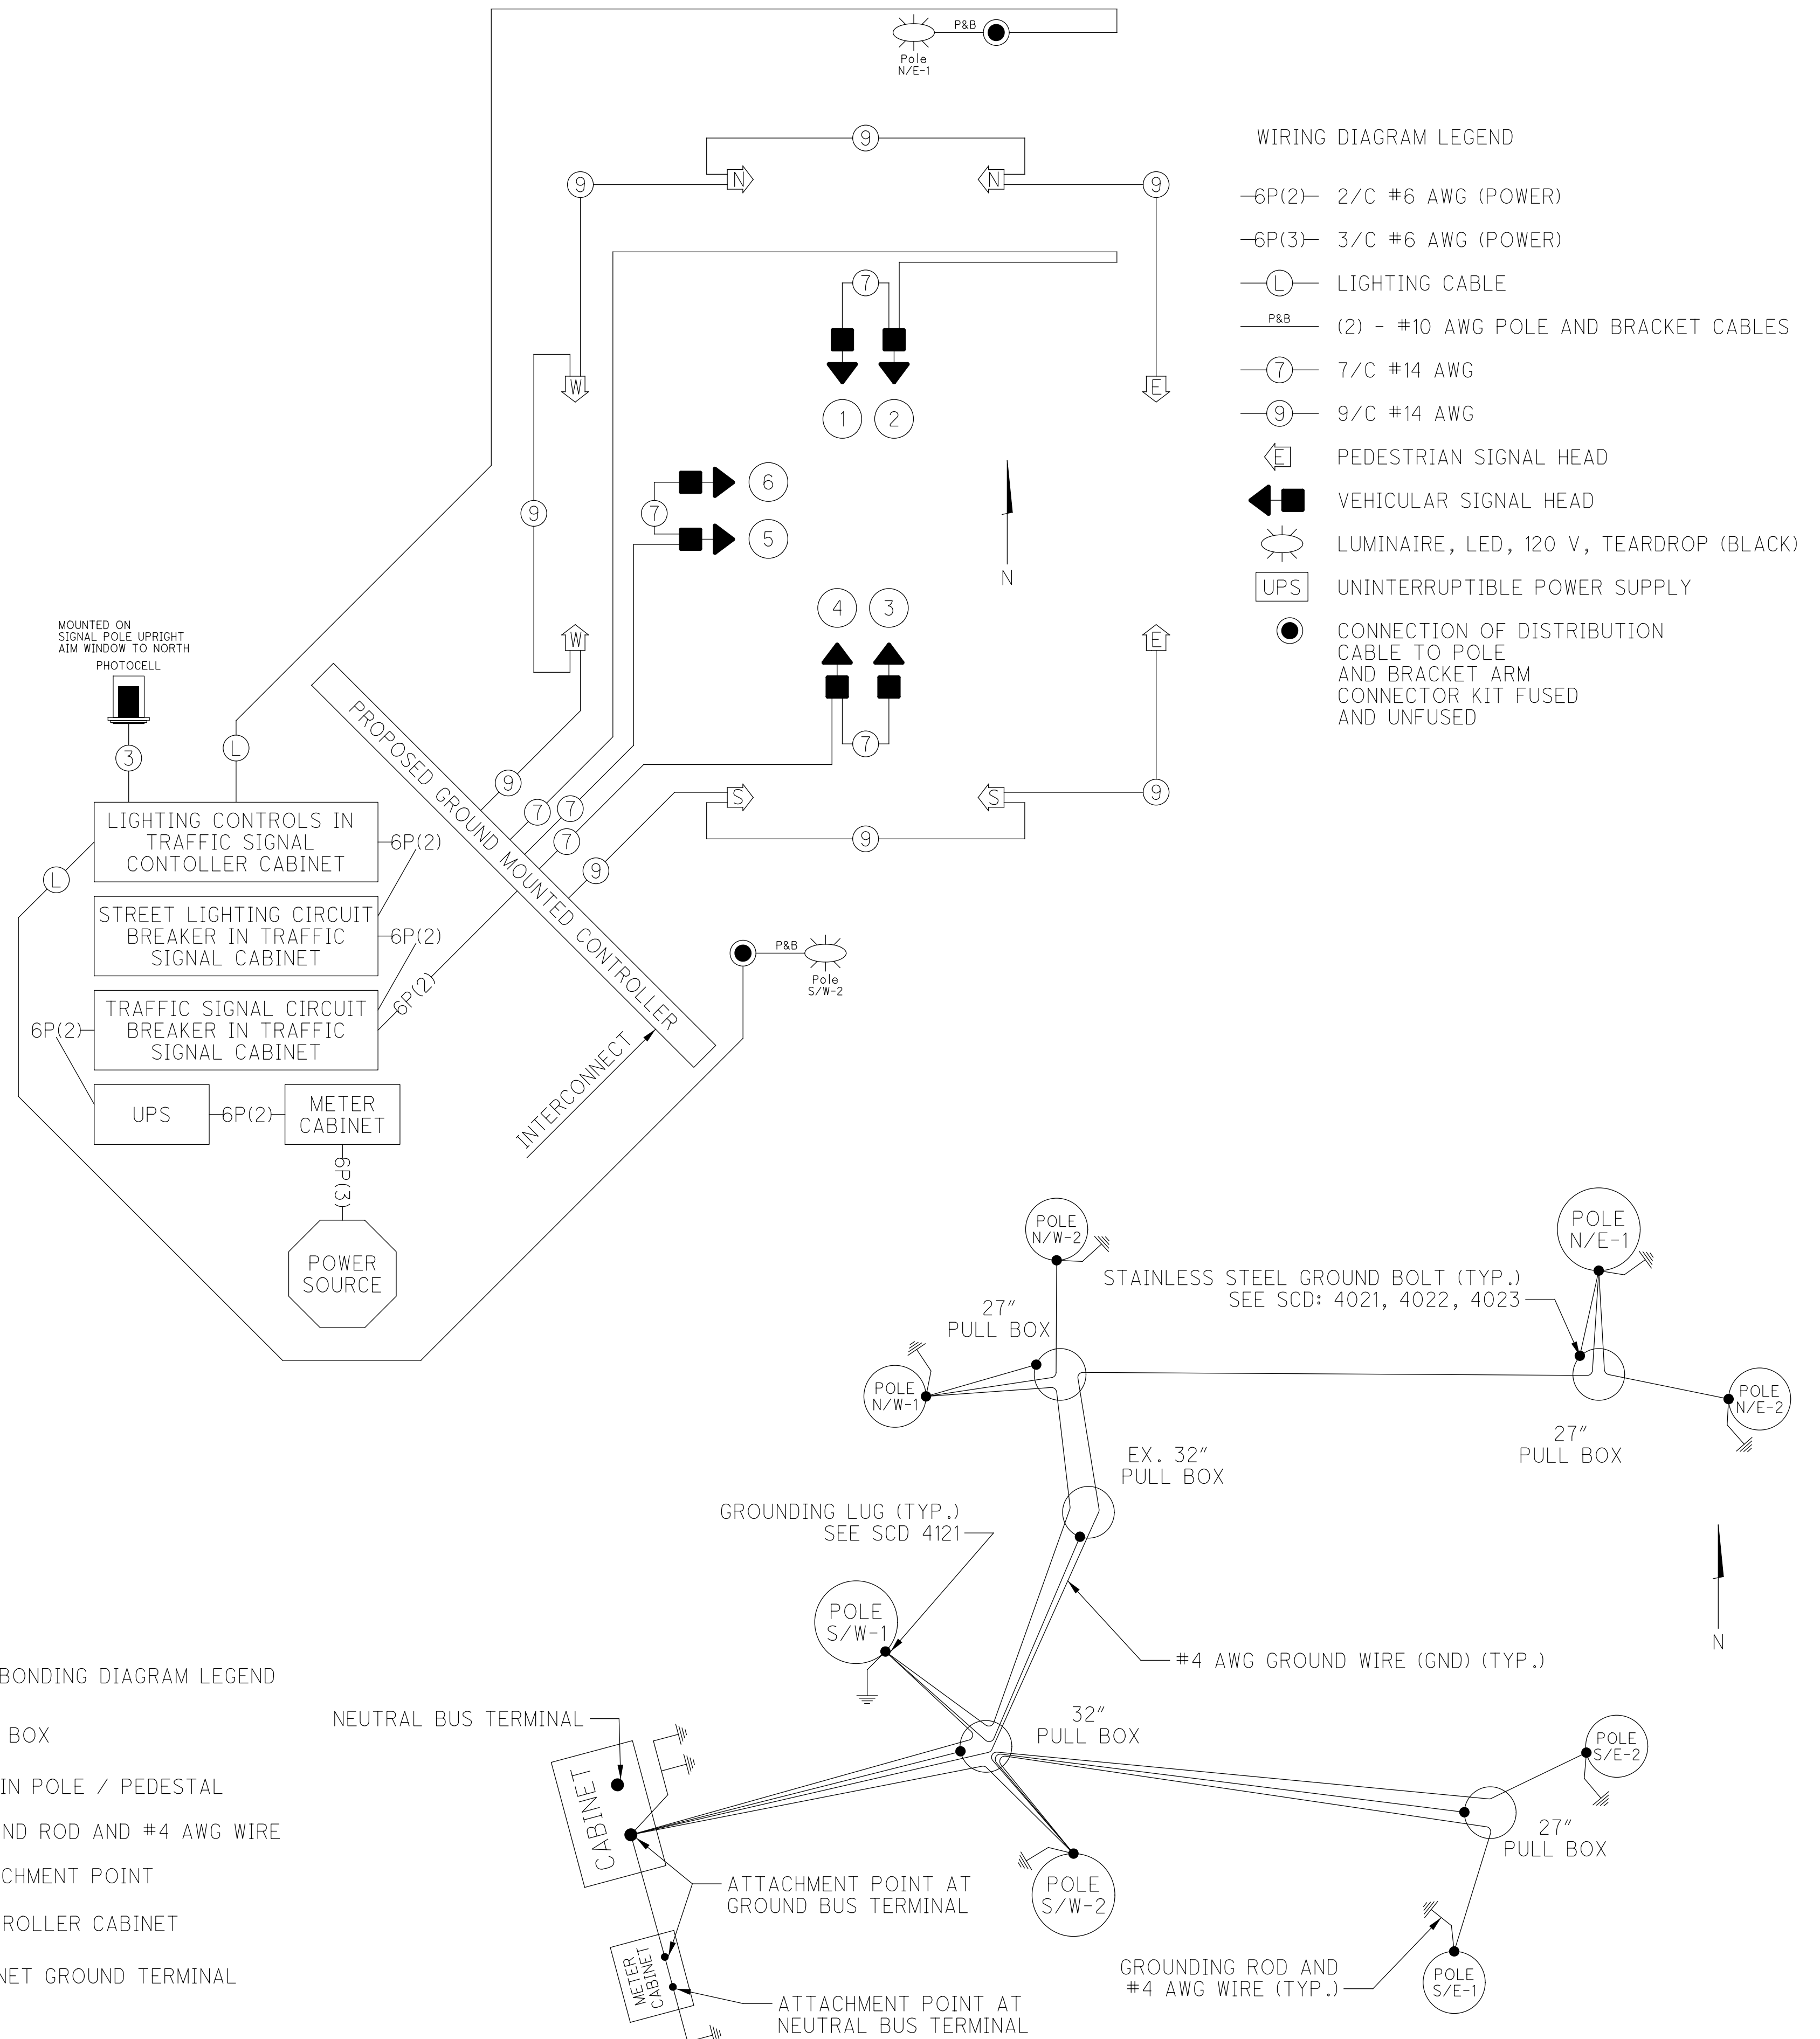 P&B
Pole
N/E-1
9
N
N
9
9
7
W
E
1
2
6
7
5
9
N
4
3
W
E
7
S
S
9
9
7
7
7
9
9
WIRING DIAGRAM LEGEND
6P(2) 2/C #6 AWG (POWER)
6P(3) 3/C #6 AWG (POWER)
L LIGHTING CABLE
P&B (2) - #10 AWG POLE AND BRACKET CABLES
7 7/C #14 AWG
9 9/C #14 AWG
E PEDESTRIAN SIGNAL HEAD
VEHICULAR SIGNAL HEAD
LUMINAIRE, LED, 120 V, TEARDROP (BLACK)
UPS UNINTERRUPTIBLE POWER SUPPLY
CONNECTION OF DISTRIBUTION
CABLE TO POLE
AND BRACKET ARM
CONNECTOR KIT FUSED
AND UNFUSED
MOUNTED ON
SIGNAL POLE UPRIGHT
AIM WINDOW TO NORTH
PHOTOCELL
3
L
PROPOSED GROUND MOUNTED CONTROLLER
LIGHTING CONTROLS IN
TRAFFIC SIGNAL
CONTOLLER CABINET
6P(2)
L
STREET LIGHTING CIRCUIT
BREAKER IN TRAFFIC
SIGNAL CABINET
6P(2)
TRAFFIC SIGNAL CIRCUIT
BREAKER IN TRAFFIC
SIGNAL CABINET
6P(2)
6P(2)
UPS
6P(2)
METER
CABINET
6P(3)
POWER
SOURCE
INTERCONNECT
P&B
Pole
S/W-2
POLE
N/W-2
POLE
N/E-1
STAINLESS STEEL GROUND BOLT (TYP.)
SEE SCD: 4021, 4022, 4023
27"
PULL BOX
POLE
N/W-1
POLE
N/E-2
27"
PULL BOX
EX. 32"
PULL BOX
GROUNDING LUG (TYP.)
SEE SCD 4121
POLE
S/W-1
#4 AWG GROUND WIRE (GND) (TYP.)
N
32"
PULL BOX
POLE
S/E-2
27"
PULL BOX
POLE
S/W-2
GROUNDING ROD AND
#4 AWG WIRE (TYP.)
POLE
S/E-1
NEUTRAL BUS TERMINAL
CABINET
ATTACHMENT POINT AT
GROUND BUS TERMINAL
METER
CABINET
ATTACHMENT POINT AT
NEUTRAL BUS TERMINAL
BONDING DIAGRAM LEGEND
BOX
IN POLE / PEDESTAL
ND ROD AND #4 AWG WIRE
CHMENT POINT
ROLLER CABINET
NET GROUND TERMINAL